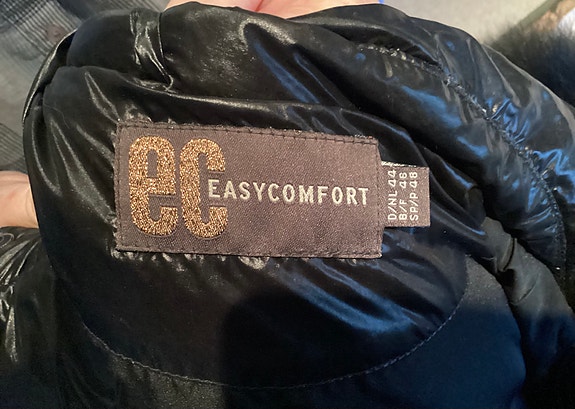 ec
EASYCOMFORT
D/NL 44
B/F 46
SP/P 48